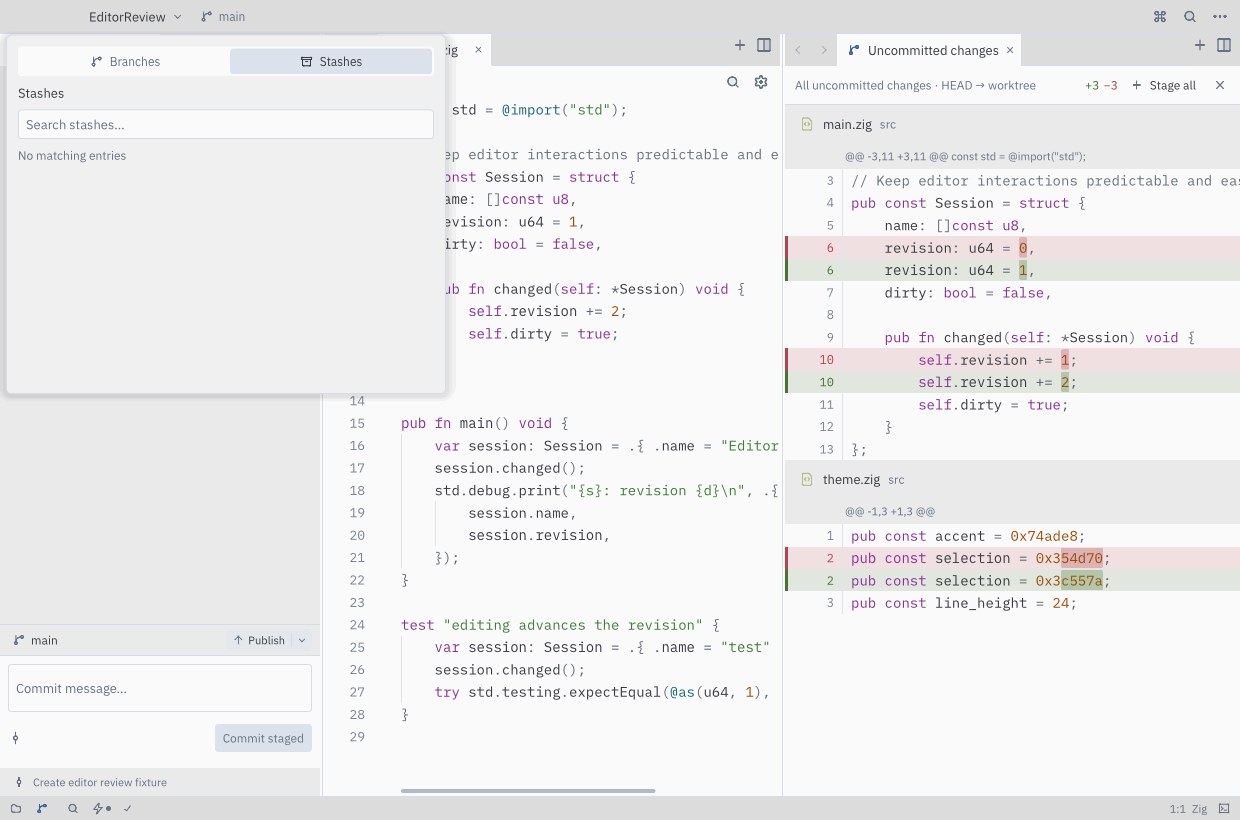 EditorReview main
Branches Stashes
Stashes
Search stashes...
No matching entries
main Publish
Commit message...
Commit staged
Create editor review fixture
zig
std = @import("std");
ep editor interactions predictable and e
onst Session = struct {
ame: []const u8,
evision: u64 = 1,
irty: bool = false,
ub fn changed(self: *Session) void {
self.revision += 2;
self.dirty = true;
14
15 pub fn main() void {
16 var session: Session = .{ .name = "Editor
17 session.changed();
18 std.debug.print("{s}: revision {d}\n", .{
19 session.name,
20 session.revision,
21 });
22 }
23
24 test "editing advances the revision" {
25 var session: Session = .{ .name = "test"
26 session.changed();
27 try std.testing.expectEqual(@as(u64, 1),
28 }
29
Uncommitted changes
All uncommitted changes · HEAD → worktree +3 −3 + Stage all
main.zig src
@@ -3,11 +3,11 @@ const std = @import("std");
3 // Keep editor interactions predictable and eas
4 pub const Session = struct {
5 name: []const u8,
6 revision: u64 = 0,
6 revision: u64 = 1,
7 dirty: bool = false,
8
9 pub fn changed(self: *Session) void {
10 self.revision += 1;
10 self.revision += 2;
11 self.dirty = true;
12 }
13 };
theme.zig src
@@ -1,3 +1,3 @@
1 pub const accent = 0x74ade8;
2 pub const selection = 0x354d70;
2 pub const selection = 0x3c557a;
3 pub const line_height = 24;
1:1 Zig